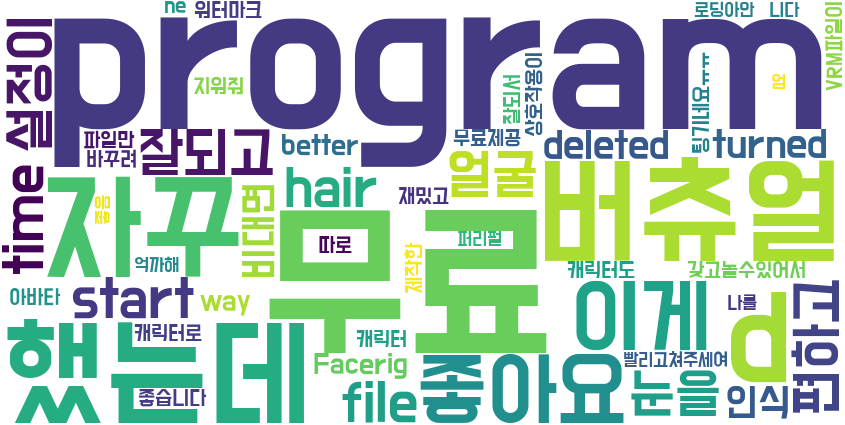 ne
워터마크
로딩아안
니다
program
time 설정이
지워줘
잘되서
상호작용이
VRM파일이
파일만
바꾸려
잘되고
better
무료제공
deleted
팅기네요ㅠㅠ
turned
자꾸
좋음
비대면
hair
얼굴
재밌고
버츄얼
무료
따로
퍼리펄
제작한
억까해
아바타
start
way
캐릭터도
갖고놀수있어서
캐릭터로
캐릭터
이게
나를
편하고
했는데
Facerig
좋습니다
file
좋아요
빨리고쳐주세여
눈을
인식